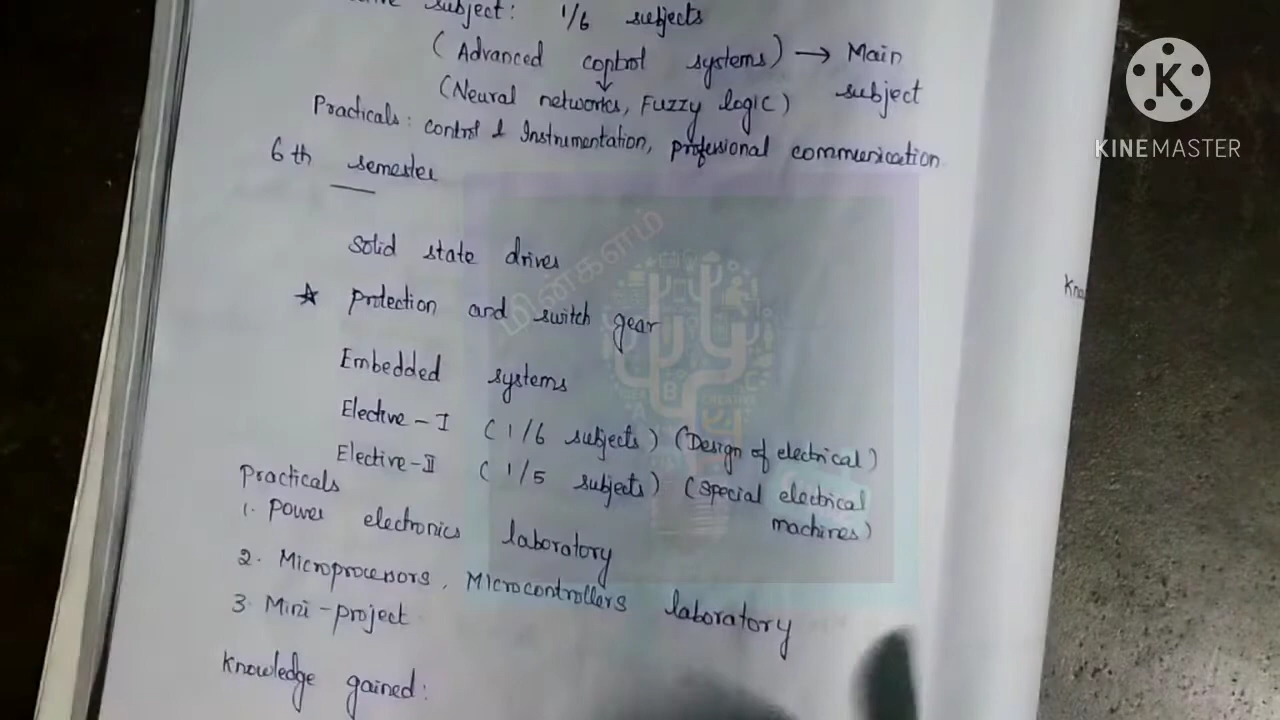 subject: 1/6 subjects
(Advanced control systems) → Main subject
(Neural networks, Fuzzy logic)
Practicals: control & Instrumentation, professional communication.
6th semester
solid state drives
☆ protection and switch gear
Embedded systems
Elective - I (1/6 subjects) (Design of electrical)
Elective - II (1/5 subjects) (special electrical machines)
Practicals
1. power electronics laboratory
2. Microprocessors, Microcontrollers laboratory
3. Mini-project
Knowledge gained:
K
KINEMASTER
மின்களம்